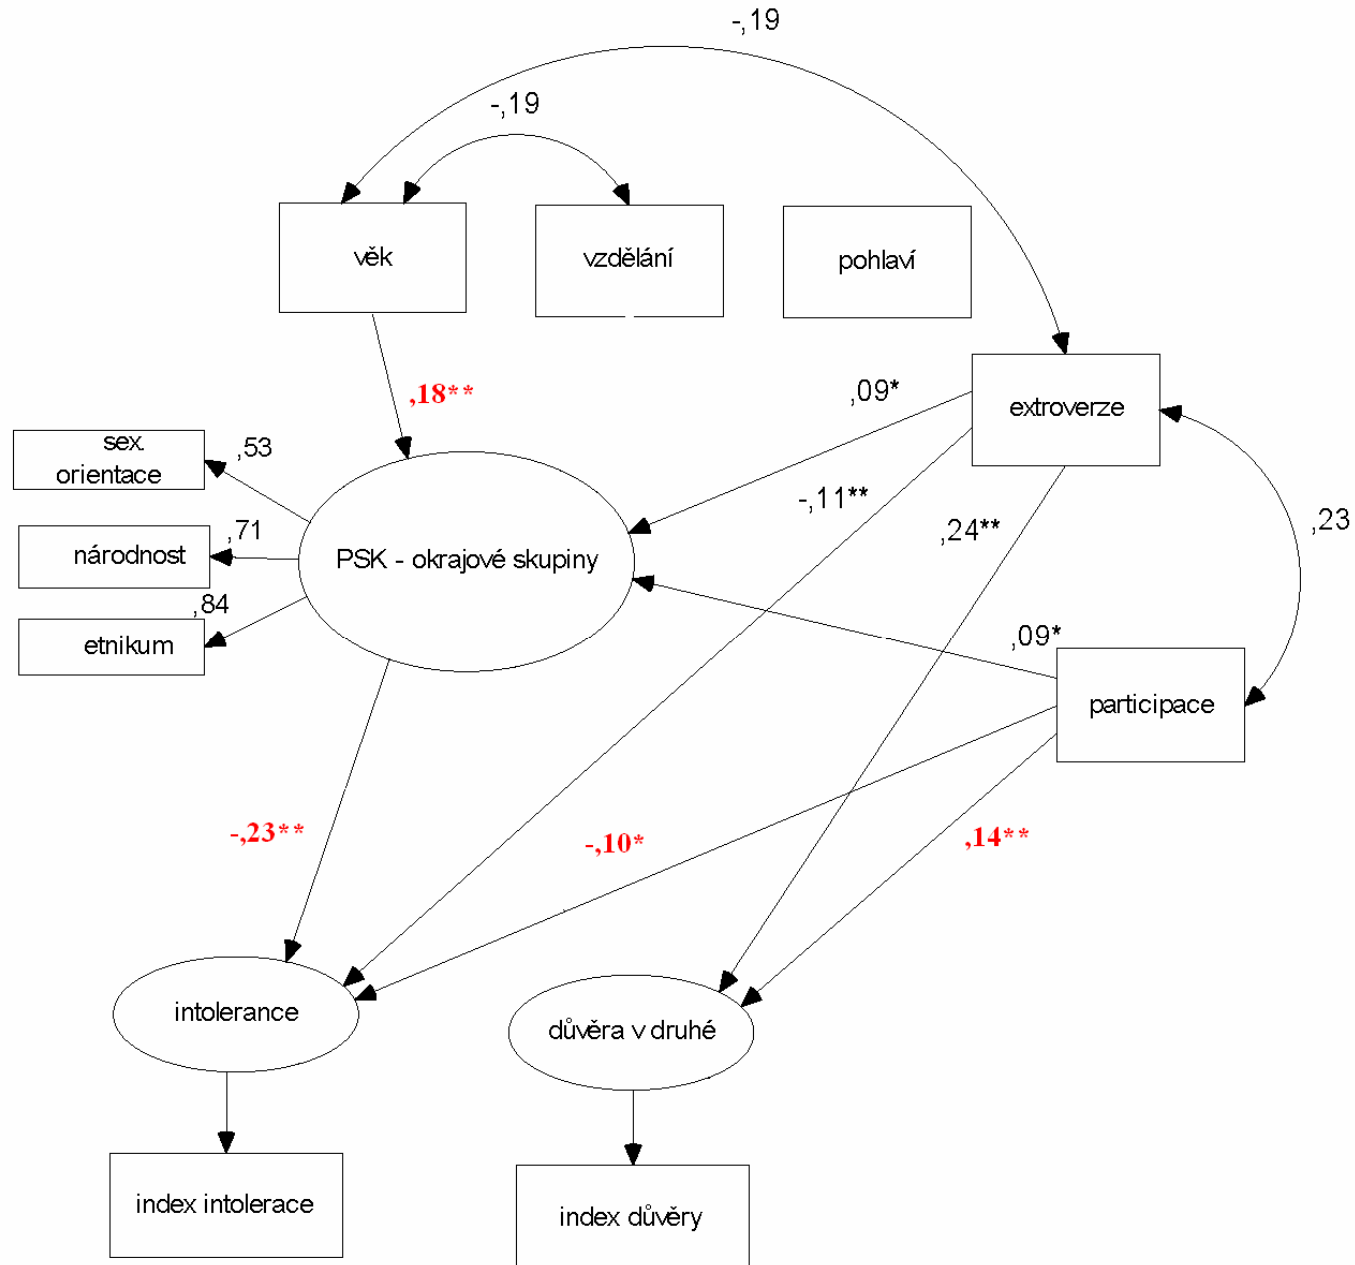 -,19
-,19
věk
vzdělání
pohlaví
,18**
,09*
extroverze
sex.
orientace
,53
-,11**
,24**
,23
národnost
,71
PSK - okrajové skupiny
etnikum
,84
,09*
participace
-,23**
-,10*
,14**
intolerance
důvěra v druhé
index intolerace
index důvěry